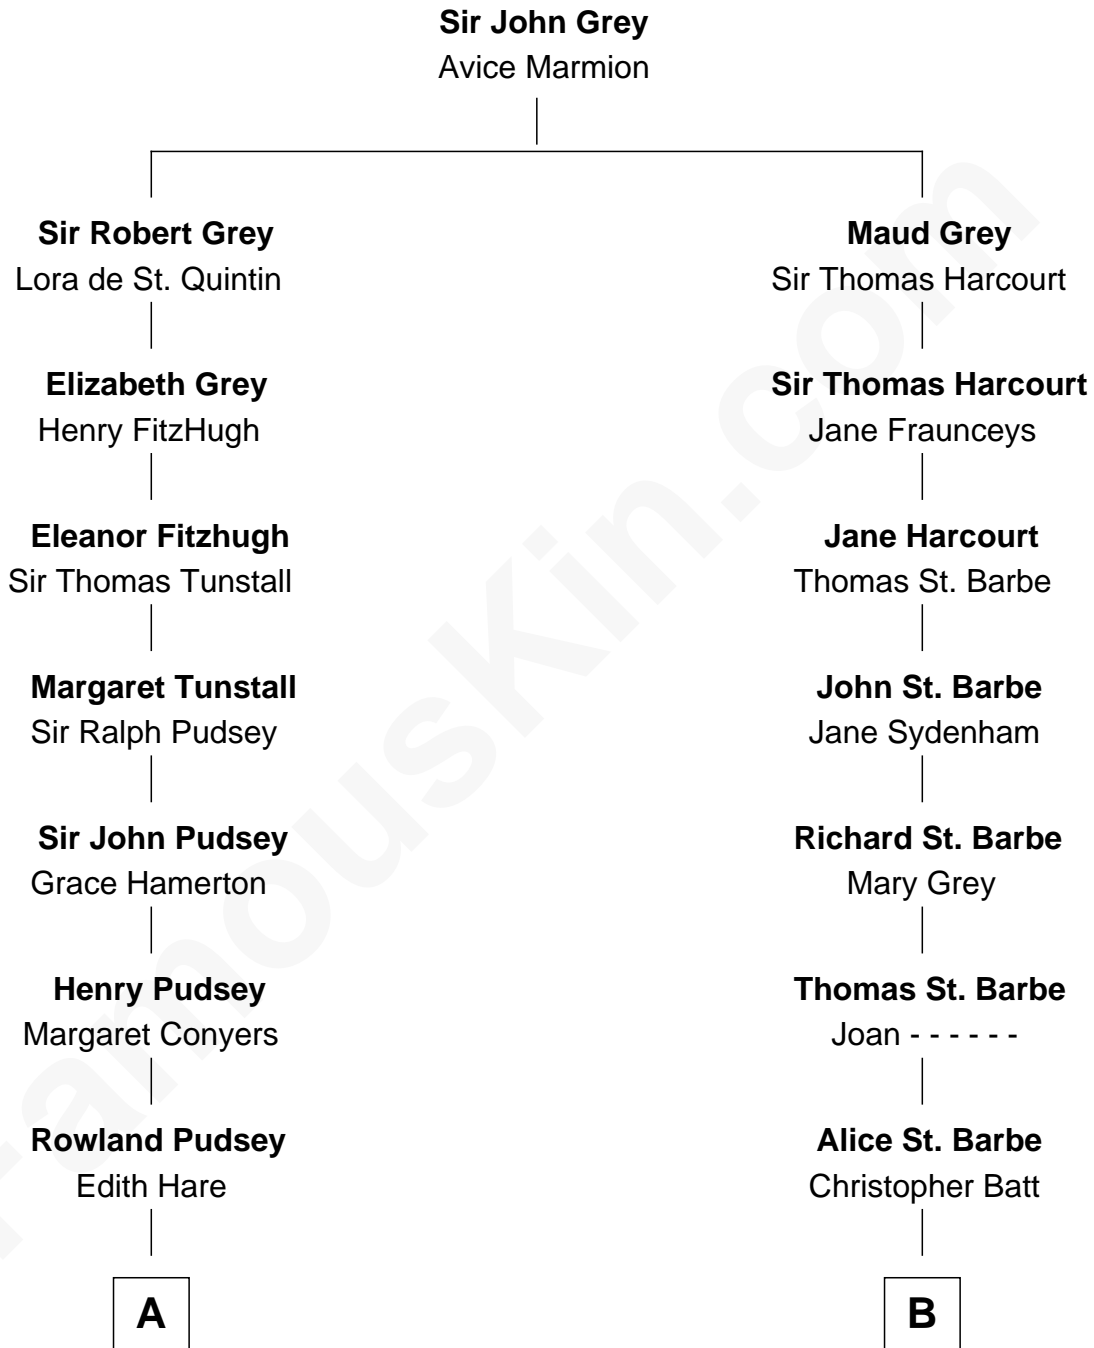 Sir John Grey
Avice Marmion
Sir Robert Grey
Lora de St. Quintin
Maud Grey
Sir Thomas Harcourt
Elizabeth Grey
Henry FitzHugh
Sir Thomas Harcourt
Jane Fraunceys
Eleanor Fitzhugh
Sir Thomas Tunstall
Jane Harcourt
Thomas St. Barbe
Margaret Tunstall
Sir Ralph Pudsey
John St. Barbe
Jane Sydenham
Sir John Pudsey
Grace Hamerton
Richard St. Barbe
Mary Grey
Henry Pudsey
Margaret Conyers
Thomas St. Barbe
Joan - - - - - -
Rowland Pudsey
Edith Hare
Alice St. Barbe
Christopher Batt
A
B
FamousKin.com